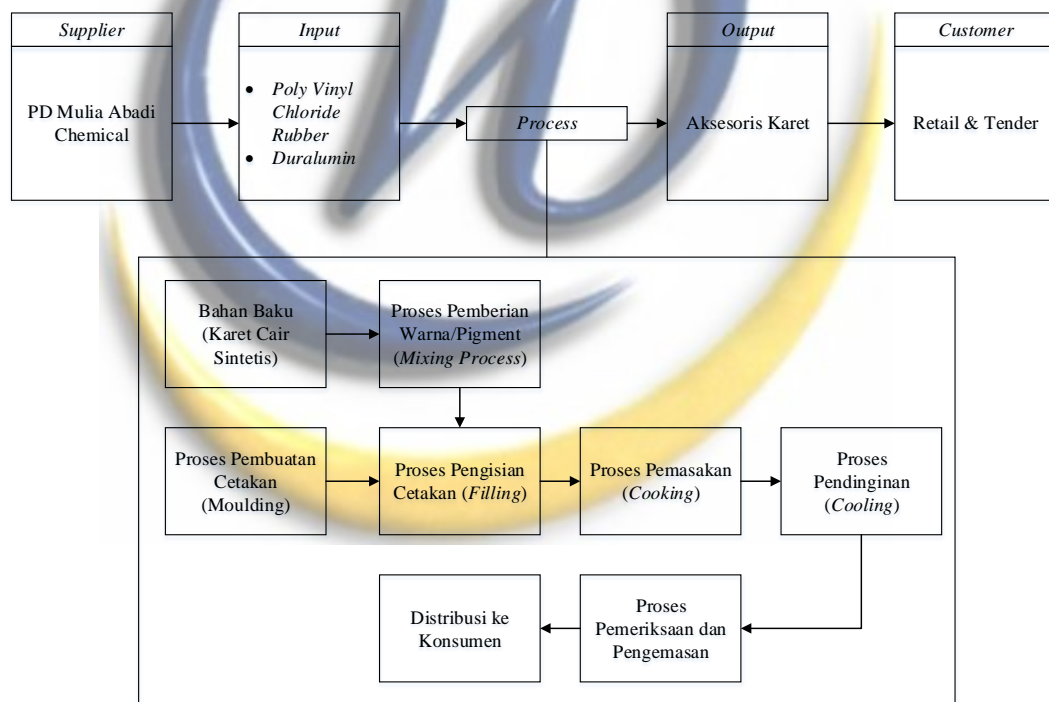 Supplier
PD Mulia Abadi
Chemical
Input
• Poly Vinyl
Chloride
Rubber
• Duralumin
Process
Output
Aksesoris Karet
Customer
Retail & Tender
Bahan Baku
(Karet Cair
Sintetis)
Proses Pemberian
Warna/Pigment
(Mixing Process)
Proses Pembuatan
Cetakan
(Moulding)
Proses Pengisian
Cetakan (Filling)
Proses Pemasakan
(Cooking)
Proses
Pendinginan
(Cooling)
Distribusi ke
Konsumen
Proses
Pemeriksaan dan
Pengemasan